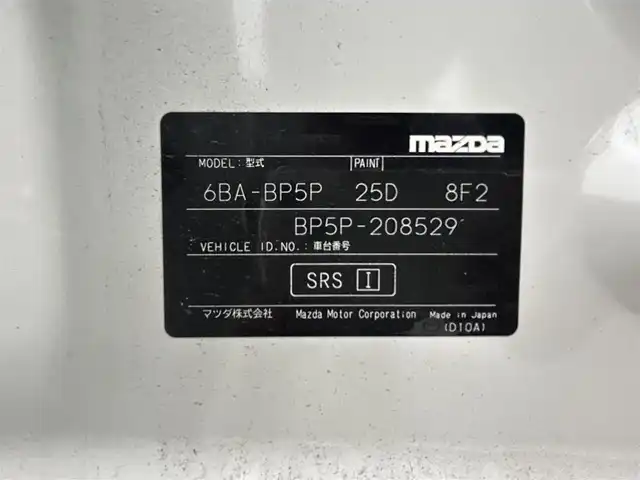 mazda
MODEL:型式 PAINT
6BA-BP5P 25D 8F2
BP5P-208529
VEHICLE ID.NO.:車台番号
SRS I
マツダ株式会社 Mazda Motor Corporation Made in Japan
(D10A)